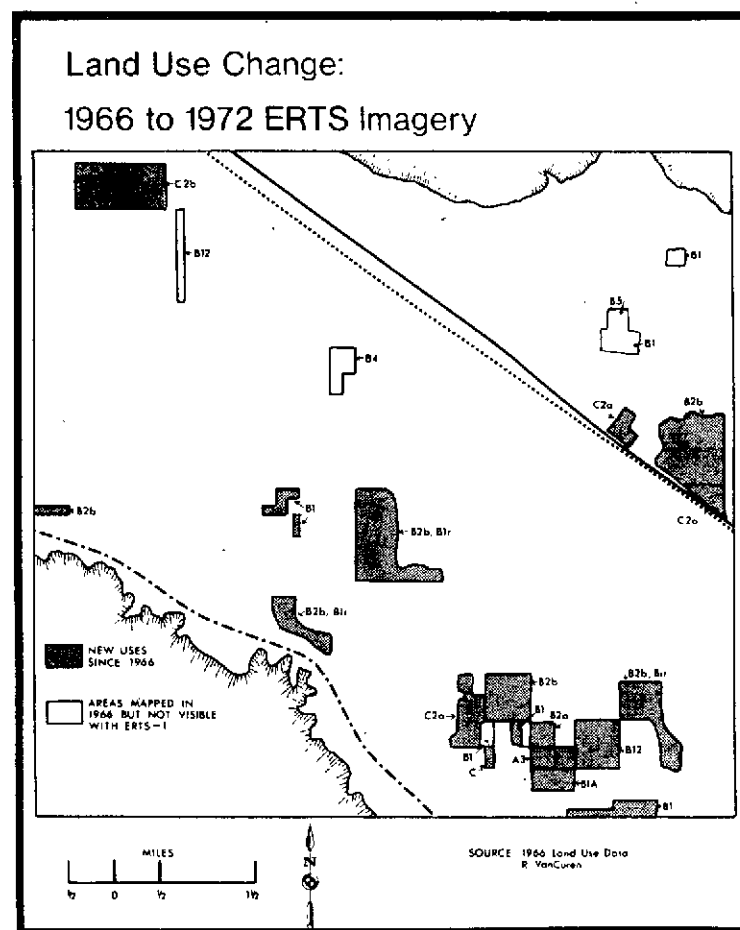 Land Use Change:
1966 to 1972 ERTS Imagery
C2b
B12
B1
B5
B1
B4
C2a
B2b
B2b
B1
B2b, B1r
C2a
B2b, B1r
NEW USES
SINCE 1966
AREAS MAPPED IN
1966 BUT NOT VISIBLE
WITH ERTS-1
B2b
B2b, B1r
C2a
B1
B2a
B1
A3
B12
C
B1A
B1
MILES
½ 0 ½ 1½
N
SOURCE 1966 Land Use Data
R VanCuren